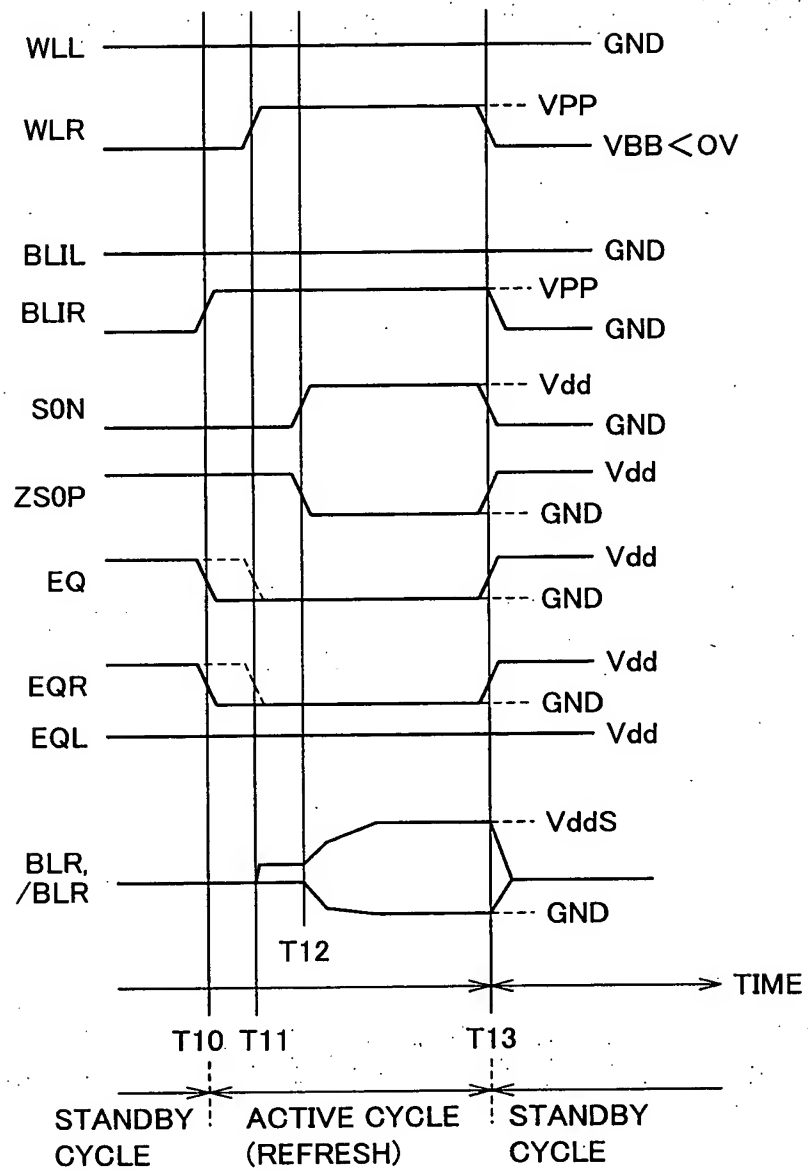 WLL GND
WLR VPP
VBB<0V
BLIL GND
BLIR VPP
GND
S0N Vdd
GND
ZS0P Vdd
GND
EQ Vdd
GND
EQR Vdd
GND
EQL Vdd
BLR, VddS
/BLR GND
T12
TIME
T10 T11 T13
STANDBY ACTIVE CYCLE STANDBY
CYCLE (REFRESH) CYCLE